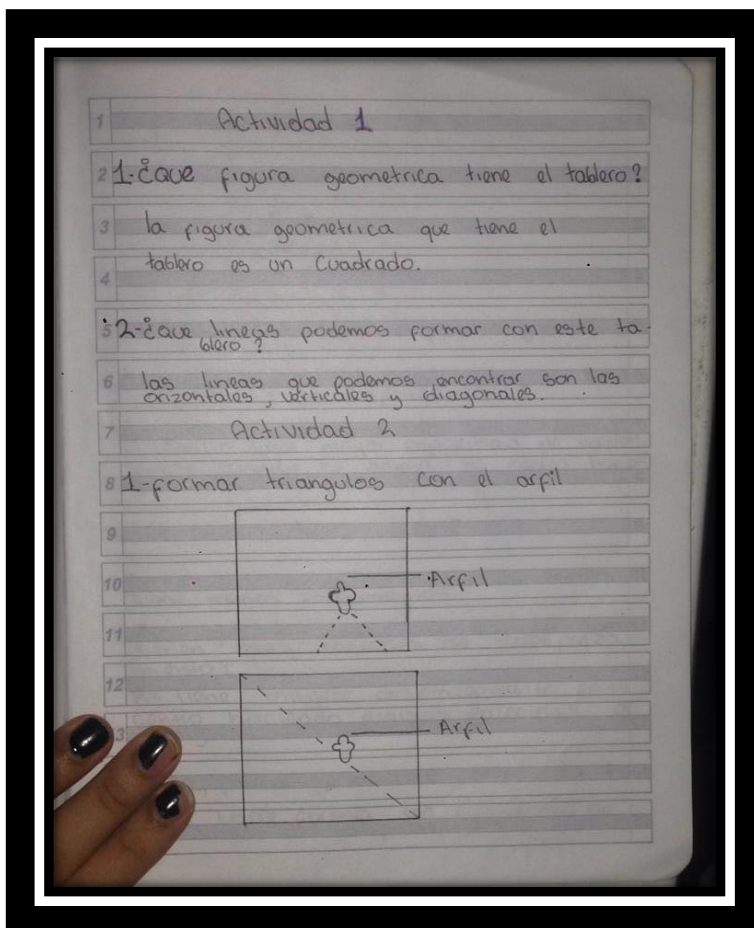 Actividad 1
1-¿Que figura geometrica tiene el tablero?
la figura geometrica que tiene el
tablero es un Cuadrado.
2-¿Que lineas podemos formar con este ta-
blero?
las lineas que podemos encontrar son las
orizontales, verticales y diagonales.
Actividad 2
1-formar triangulos con el arfil
Arfil
Arfil
1
2
3
4
5
6
7
8
9
10
11
12
3